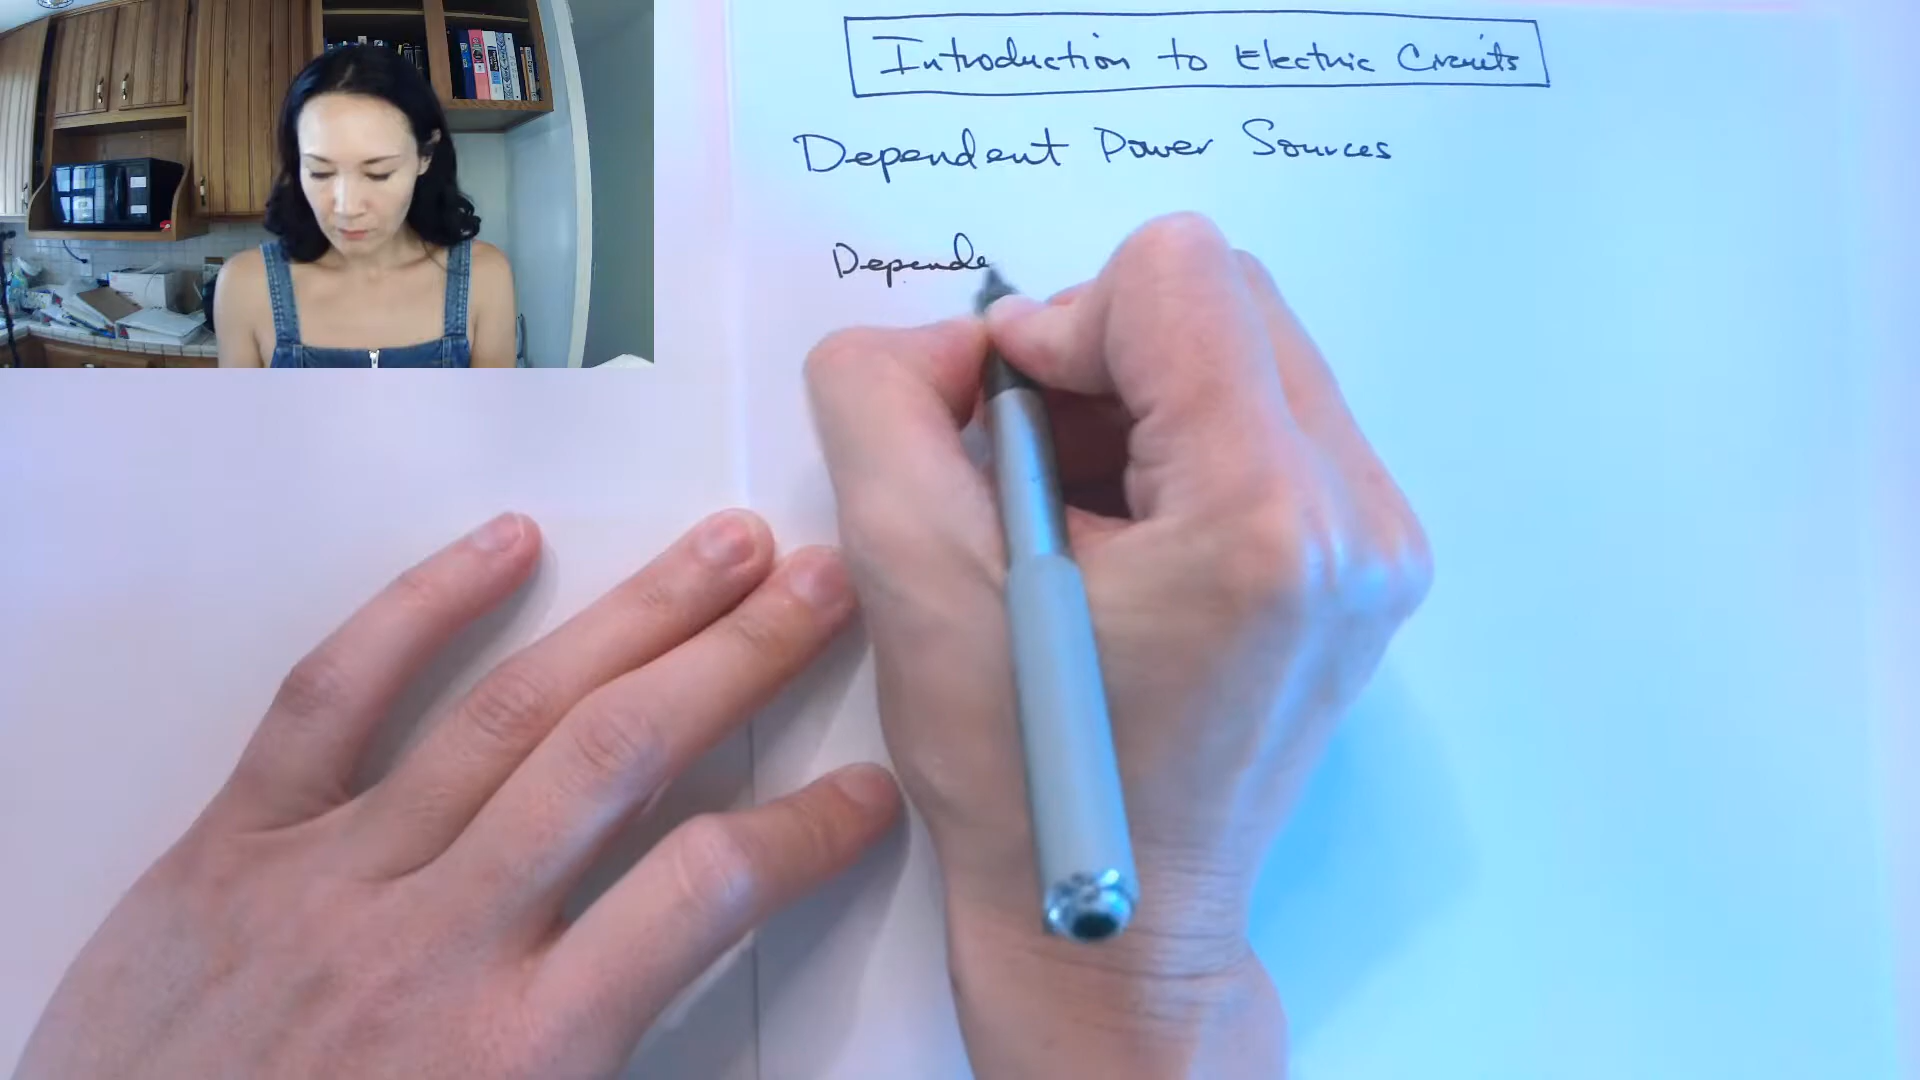 Introduction to Electric Circuits
Dependent Power Sources
Depende